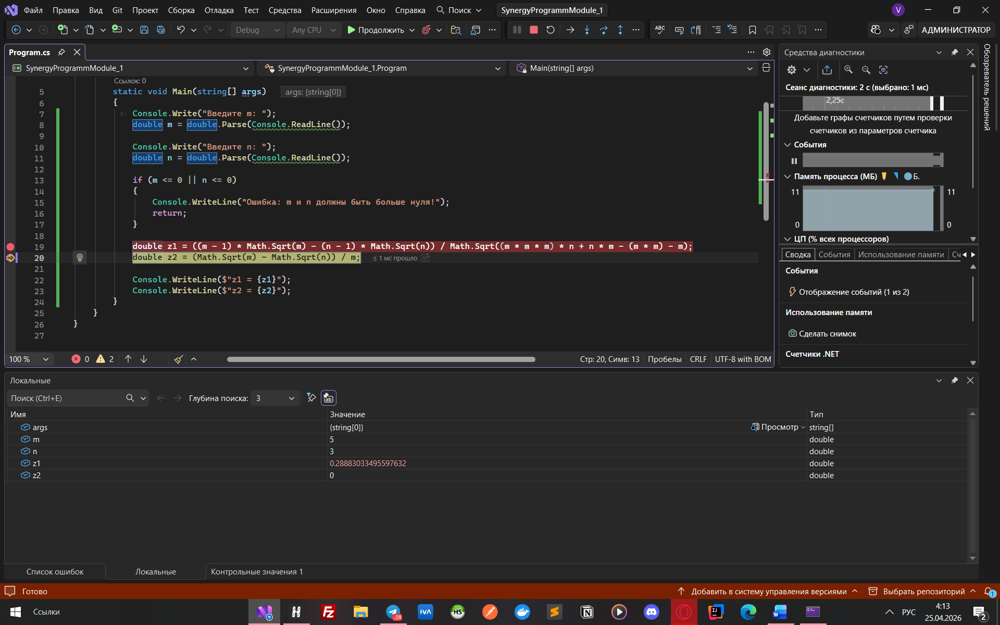 Файл Правка Вид Git Проект Сборка Отладка Тест Средства Расширения Окно Справка Поиск SynergyProgrammModule_1 V
Debug Any CPU Продолжить АДМИНИСТРАТОР
Program.cs
SynergyProgrammModule_1 SynergyProgrammModule_1.Program Main(string[] args)
Ссылок: 0
5 static void Main(string[] args) args: {string[0]}
6 {
7 Console.Write("Введите m: ");
8 double m = double.Parse(Console.ReadLine());
9
10 Console.Write("Введите n: ");
11 double n = double.Parse(Console.ReadLine());
12
13 if (m <= 0 || n <= 0)
14 {
15 Console.WriteLine("Ошибка: m и n должны быть больше нуля!");
16 return;
17 }
18
19 double z1 = ((m - 1) * Math.Sqrt(m) - (n - 1) * Math.Sqrt(n)) / Math.Sqrt((m * m * m) * n + n * m - (m * m) - m);
20 double z2 = (Math.Sqrt(m) - Math.Sqrt(n)) / m; ≤ 1 мс прошло
21
22 Console.WriteLine($"z1 = {z1}");
23 Console.WriteLine($"z2 = {z2}");
24 }
25 }
26 }
27
100 % 0 2 Стр: 20, Симв: 13 Пробелы CRLF UTF-8 with BOM
Средства диагностики
Сеанс диагностики: 2 с (выбрано: 1 мс)
2,25с
Добавьте графы счетчиков путем проверки
счетчиков из параметров счетчика
События
Память процесса (МБ) Б..
11 11
0 0
ЦП (% всех процессоров)
Сводка События Использование памяти Сч
События
Отображение событий (1 из 2)
Использование памяти
Сделать снимок
Счетчики .NET
Обозреватель решений
Локальные
Поиск (Ctrl+E) Глубина поиска: 3
Имя Значение Тип
args {string[0]} Просмотр string[]
m 5 double
n 3 double
z1 0.28883033495597632 double
z2 0 double
Список ошибок Локальные Контрольные значения 1
Готово Добавить в систему управления версиями Выбрать репозиторий 1
Ссылки Fz .08 IVA HS IJ W РУС 4:13
25.04.2026 2